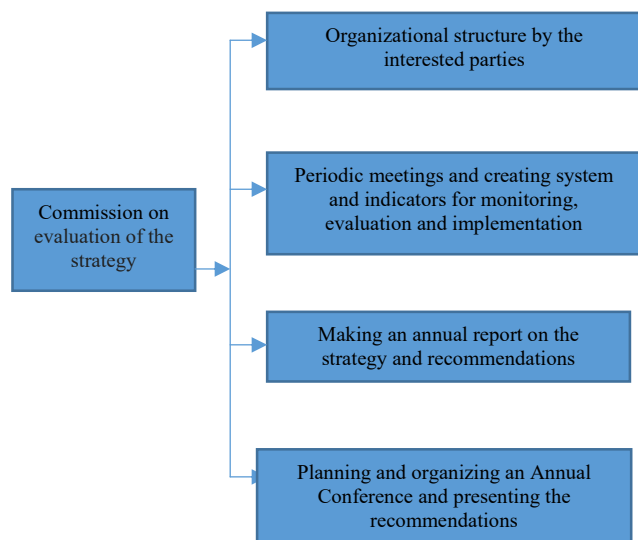 Organizational structure by the
interested parties
Periodic meetings and creating system
and indicators for monitoring,
evaluation and implementation
Commission on
evaluation of the
strategy
Making an annual report on the
strategy and recommendations
Planning and organizing an Annual
Conference and presenting the
recommendations